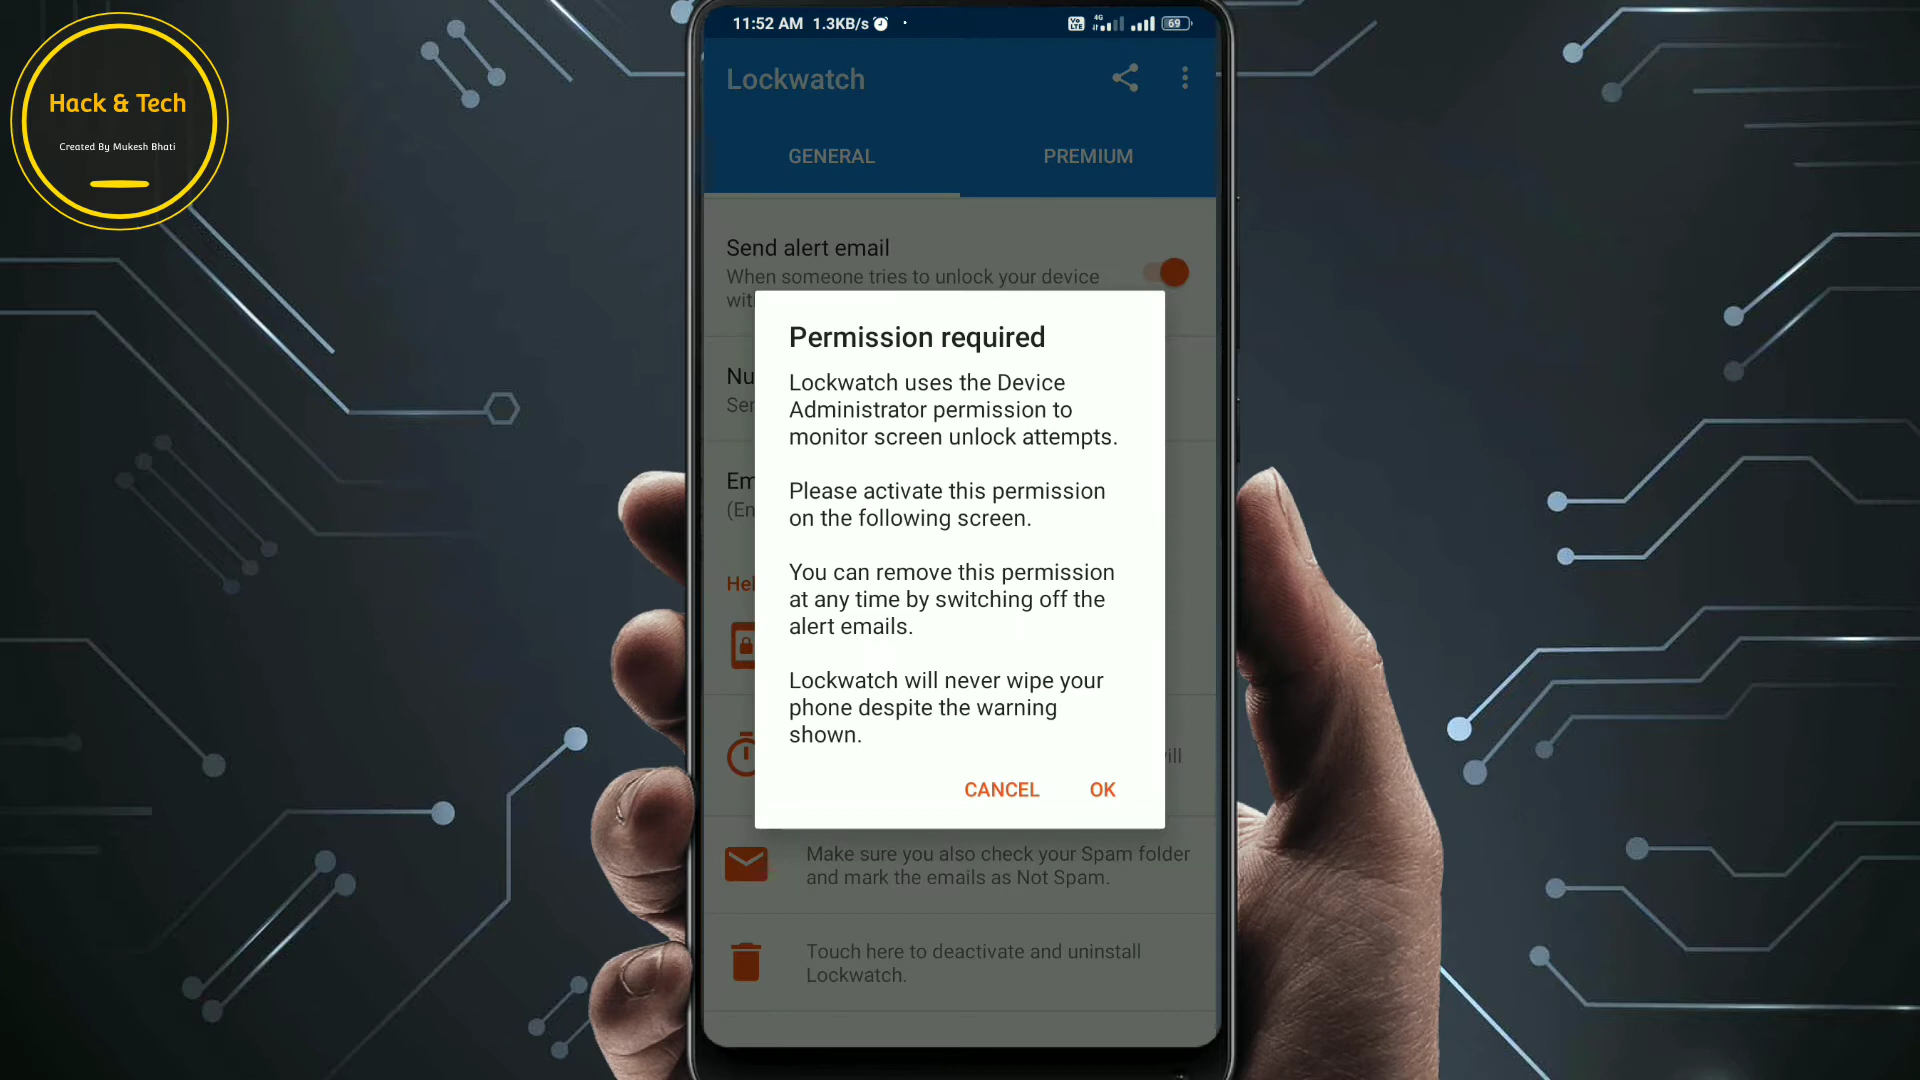 Hack & Tech
Created By Mukesh Bhati
11:52 AM 1.3KB/s
Vo LTE 4G 69
Lockwatch
GENERAL PREMIUM
Send alert email
When someone tries to unlock your device
Permission required
Lockwatch uses the Device
Administrator permission to
monitor screen unlock attempts.
Please activate this permission
on the following screen.
You can remove this permission
at any time by switching off the
alert emails.
Lockwatch will never wipe your
phone despite the warning
shown.
CANCEL OK
Make sure you also check your Spam folder
and mark the emails as Not Spam.
Touch here to deactivate and uninstall
Lockwatch.